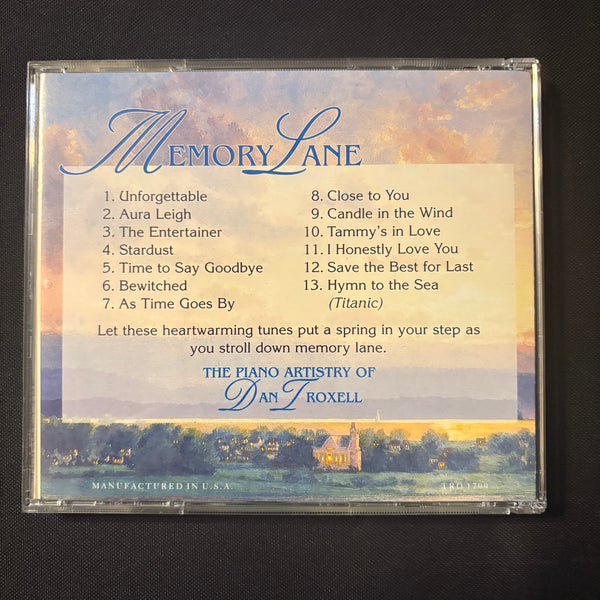 Memory Lane
1. Unforgettable
2. Aura Leigh
3. The Entertainer
4. Stardust
5. Time to Say Goodbye
6. Bewitched
7. As Time Goes By
8. Close to You
9. Candle in the Wind
10. Tammy's in Love
11. I Honestly Love You
12. Save the Best for Last
13. Hymn to the Sea
(Titanic)
Let these heartwarming tunes put a spring in your step as
you stroll down memory lane.
THE PIANO ARTISTRY OF
DAN TROXELL
MANUFACTURED IN U.S.A.